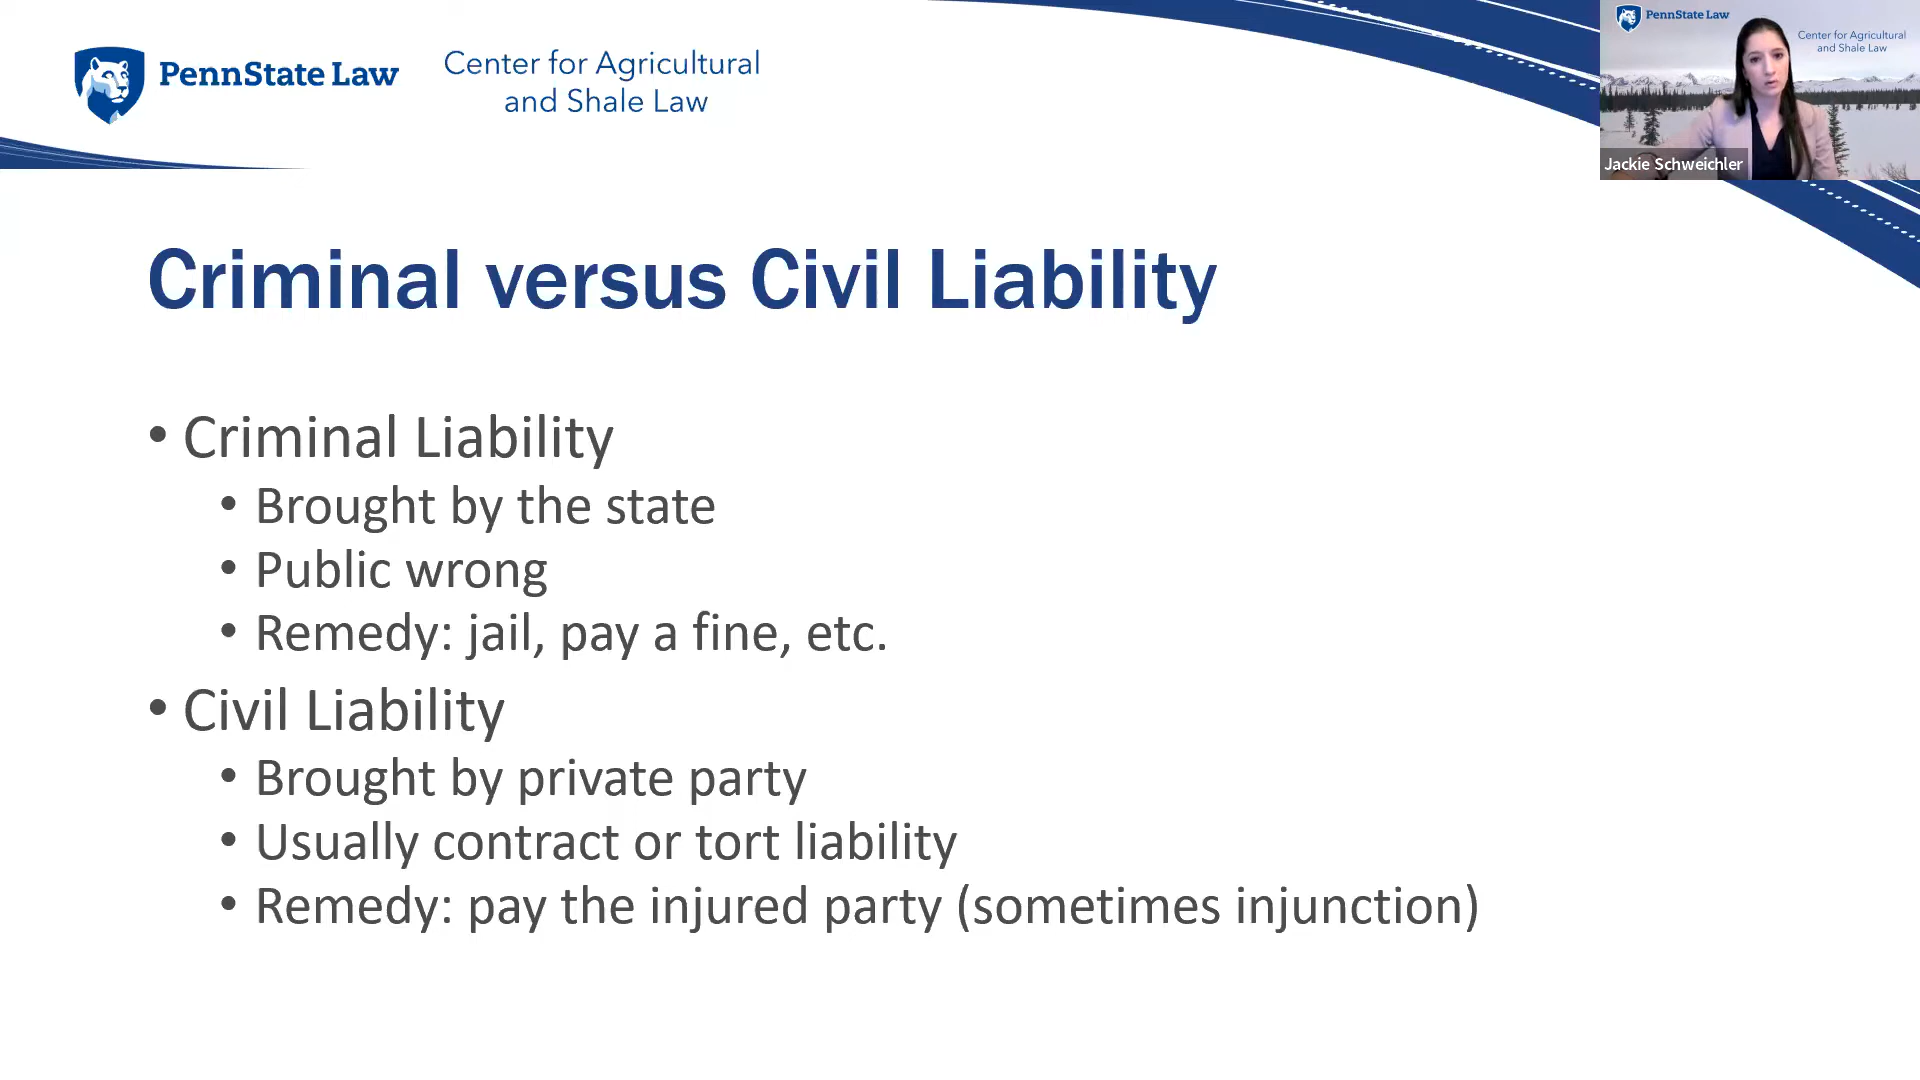 PennState Law
Center for Agricultural
and Shale Law
PennState Law
Center for Agricultural
and Shale Law
Jackie Schweichler
Criminal versus Civil Liability
• Criminal Liability
• Brought by the state
• Public wrong
• Remedy: jail, pay a fine, etc.
• Civil Liability
• Brought by private party
• Usually contract or tort liability
• Remedy: pay the injured party (sometimes injunction)